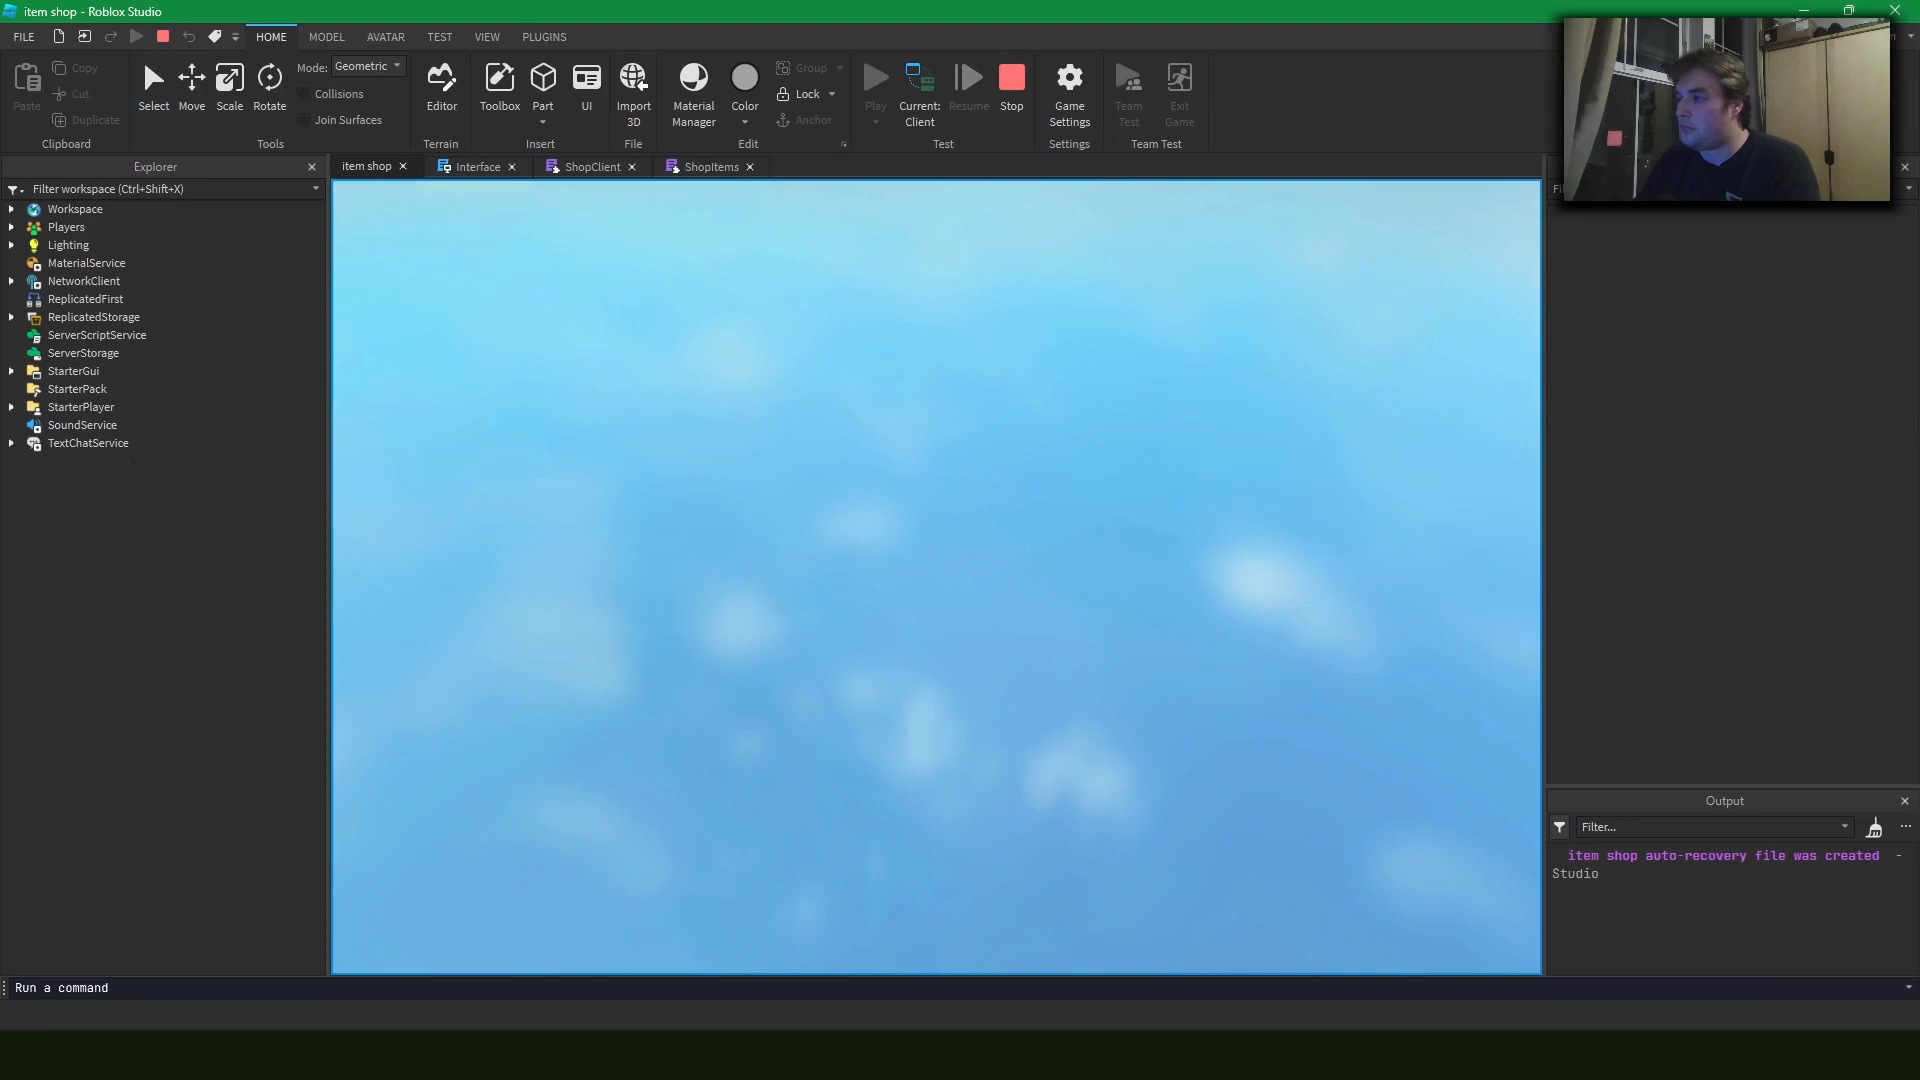 item shop - Roblox Studio
FILE
HOME
MODEL
AVATAR
TEST
VIEW
PLUGINS
Paste
Copy
Cut
Duplicate
Clipboard
Select
Move
Scale
Rotate
Mode: Geometric
Collisions
Join Surfaces
Tools
Editor
Terrain
Toolbox
Part
UI
Insert
Import
3D
File
Material
Manager
Color
Group
Lock
Anchor
Edit
Play
Current:
Client
Resume
Stop
Test
Game
Settings
Settings
Team
Test
Exit
Game
Team Test
Explorer
item shop
Interface
ShopClient
ShopItems
Filter workspace (Ctrl+Shift+X)
Workspace
Players
Lighting
MaterialService
NetworkClient
ReplicatedFirst
ReplicatedStorage
ServerScriptService
ServerStorage
StarterGui
StarterPack
StarterPlayer
SoundService
TextChatService
Output
Filter...
item shop auto-recovery file was created -
Studio
Run a command